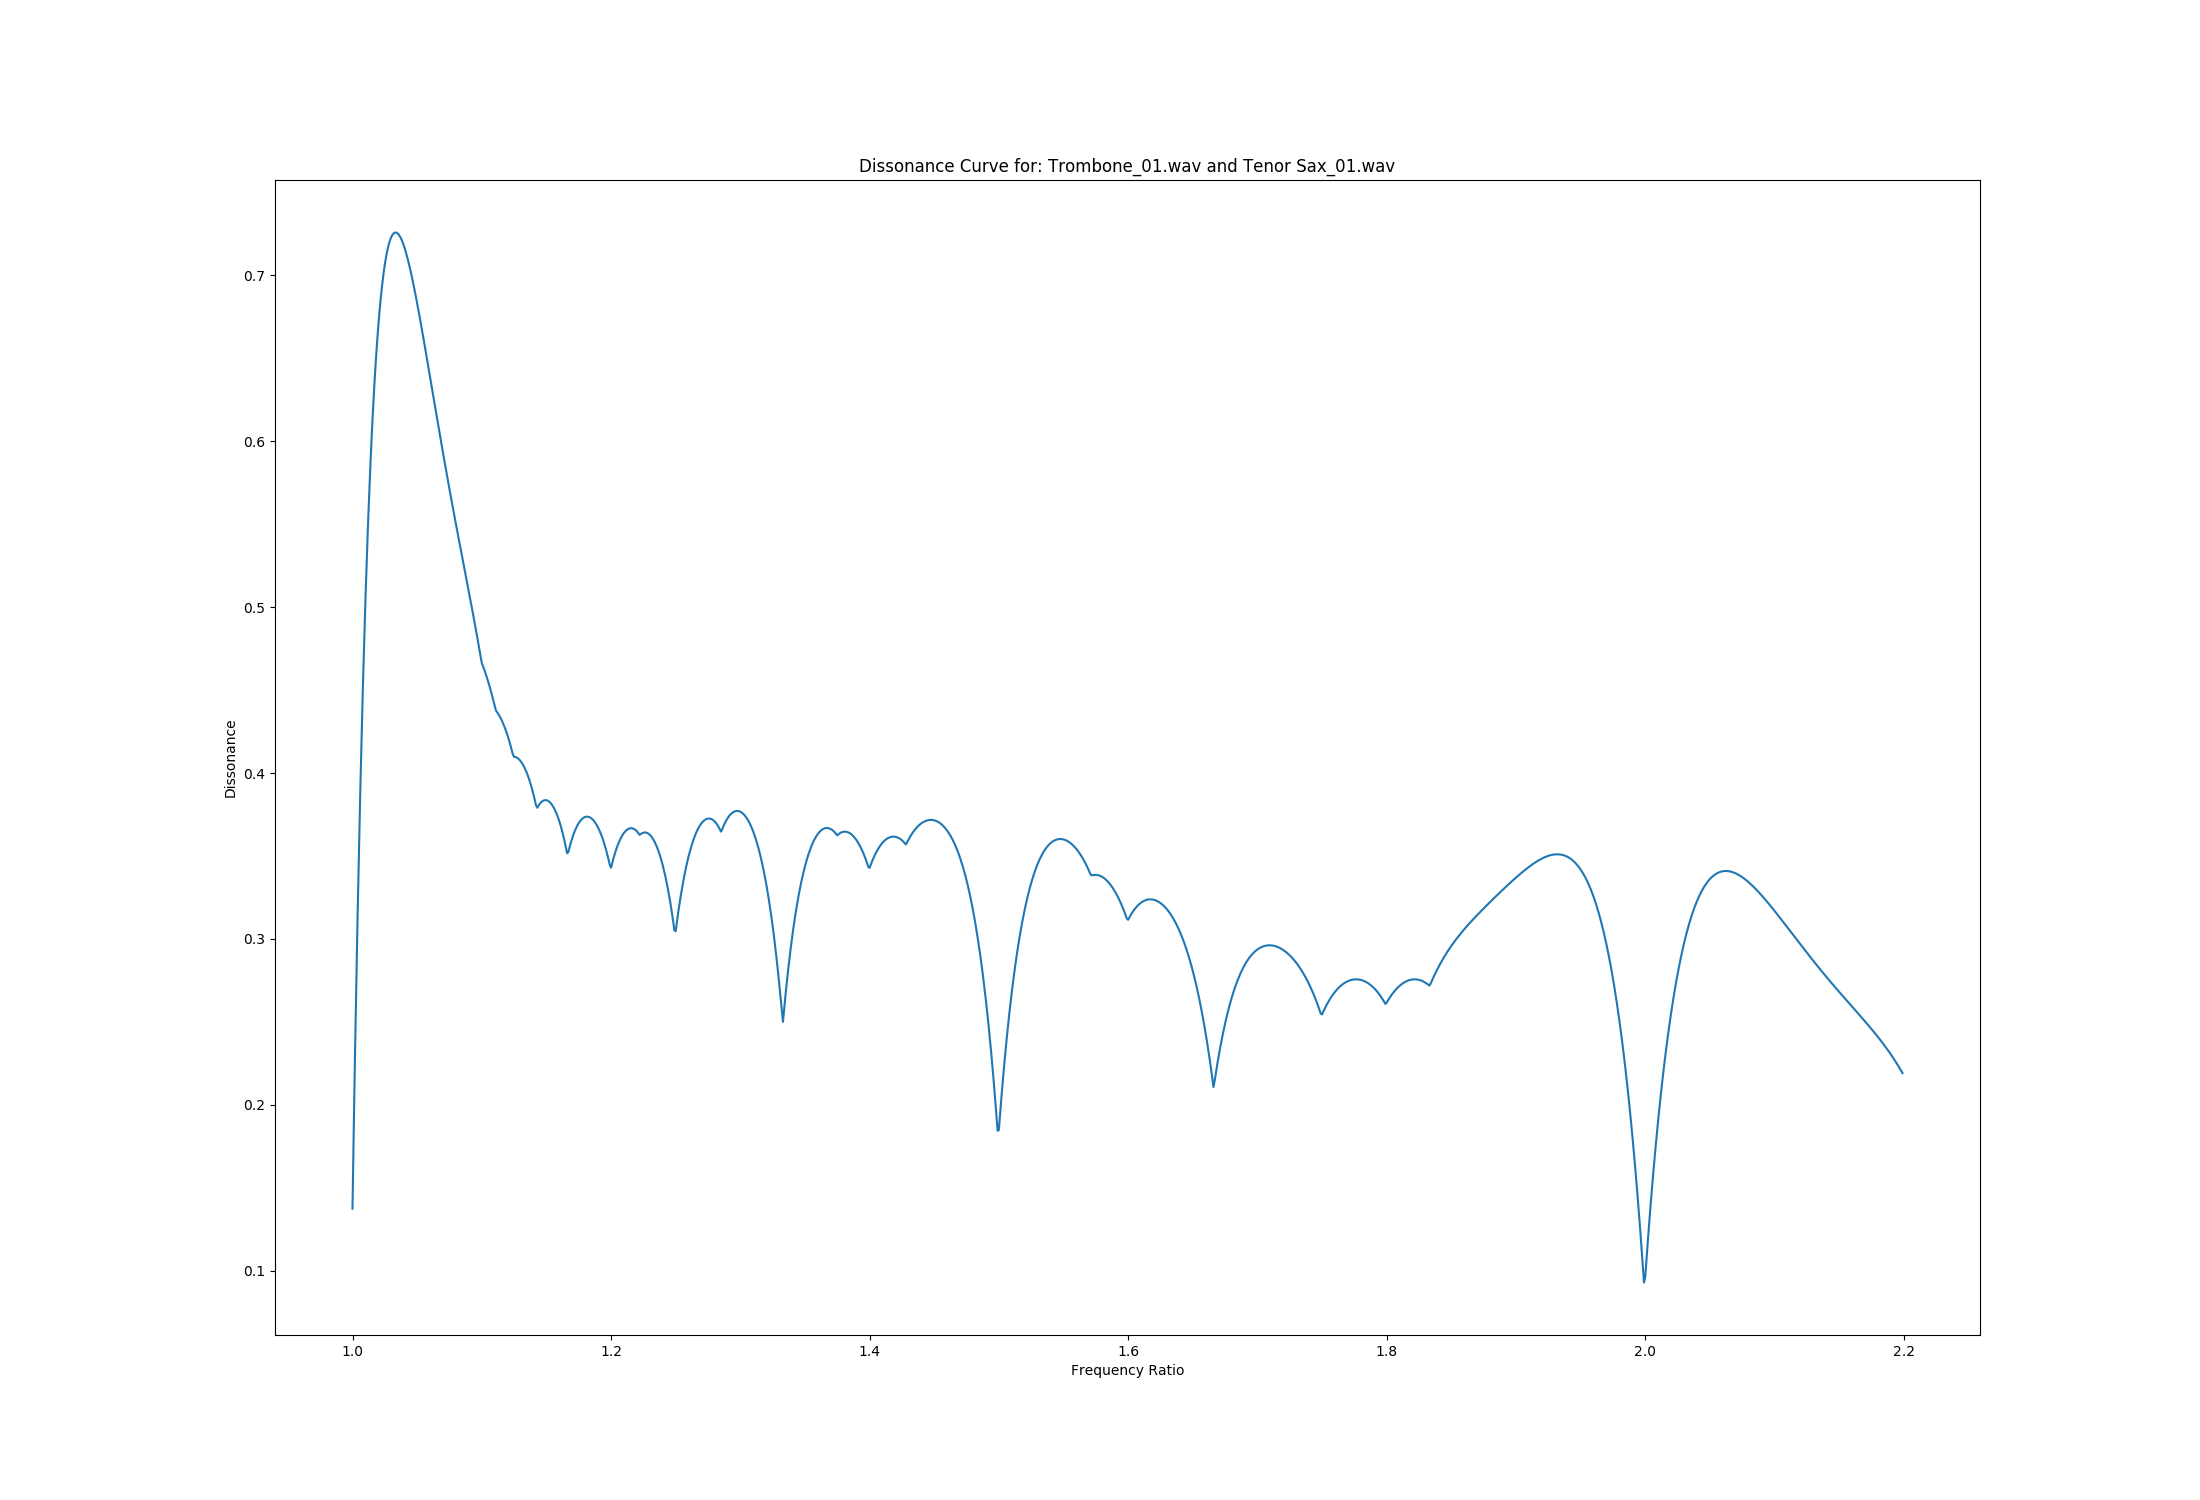 Dissonance Curve for: Trombone_01.wav and Tenor Sax_01.wav
Dissonance
0.7
0.6
0.5
0.4
0.3
0.2
0.1
1.0 1.2 1.4 1.6 1.8 2.0 2.2
Frequency Ratio